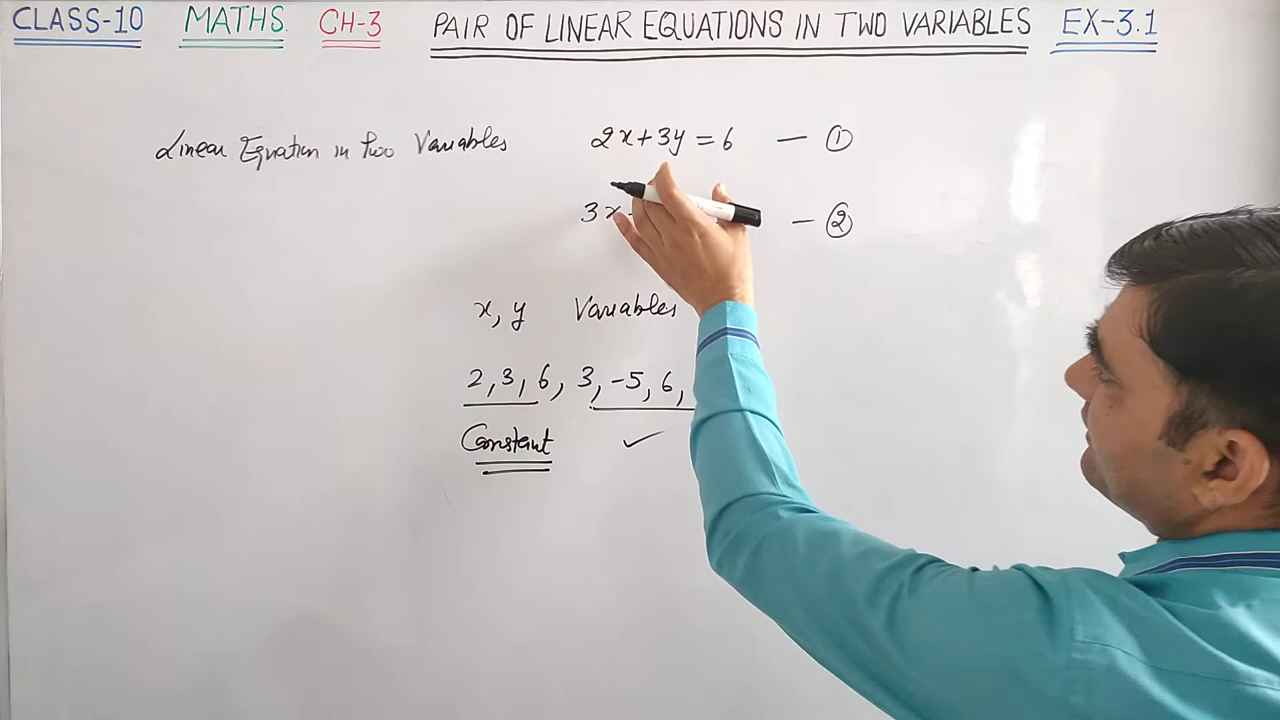 CLASS-10 MATHS. CH-3 PAIR OF LINEAR EQUATIONS IN TWO VARIABLES EX-3.1
Linear Equation in two Variables 2x+3y = 6 — ①
3x — ②
x, y Variables
2, 3, 6, 3, -5, 6,
Constant ✓